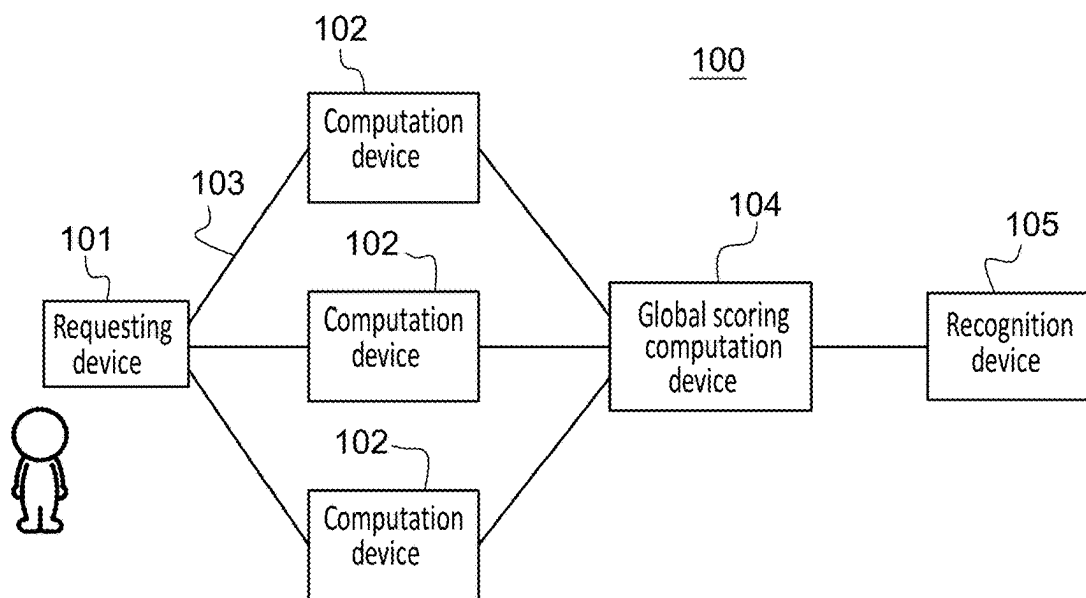 102
100
Computation
device
103
101
102
104
105
Requesting
device
Computation
device
Global scoring
computation
device
Recognition
device
102
Computation
device